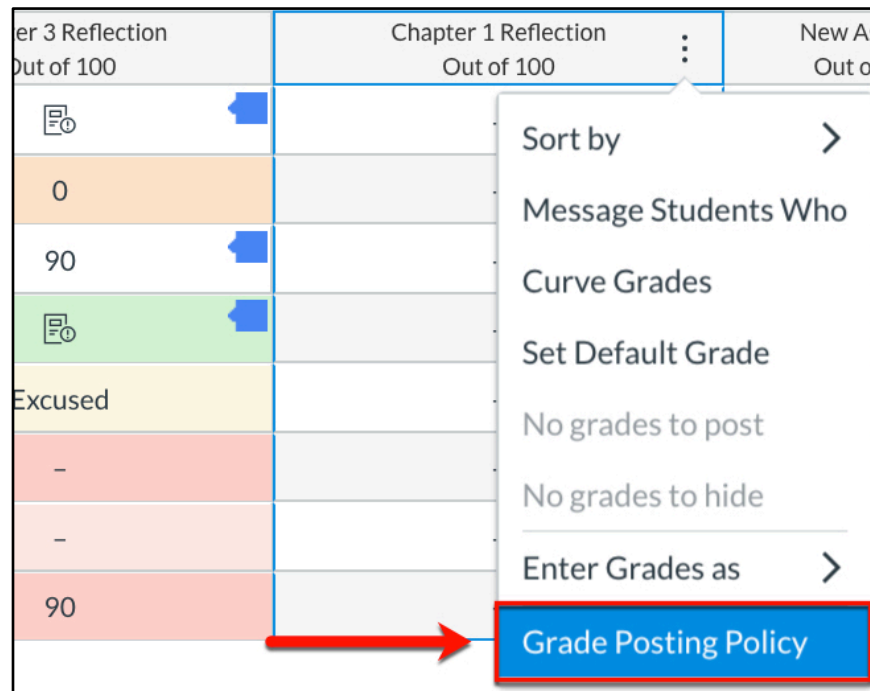 er 3 Reflection
Out of 100
Chapter 1 Reflection
Out of 100
New A
Out o
0
90
Excused
–
–
90
Sort by
Message Students Who
Curve Grades
Set Default Grade
No grades to post
No grades to hide
Enter Grades as
Grade Posting Policy